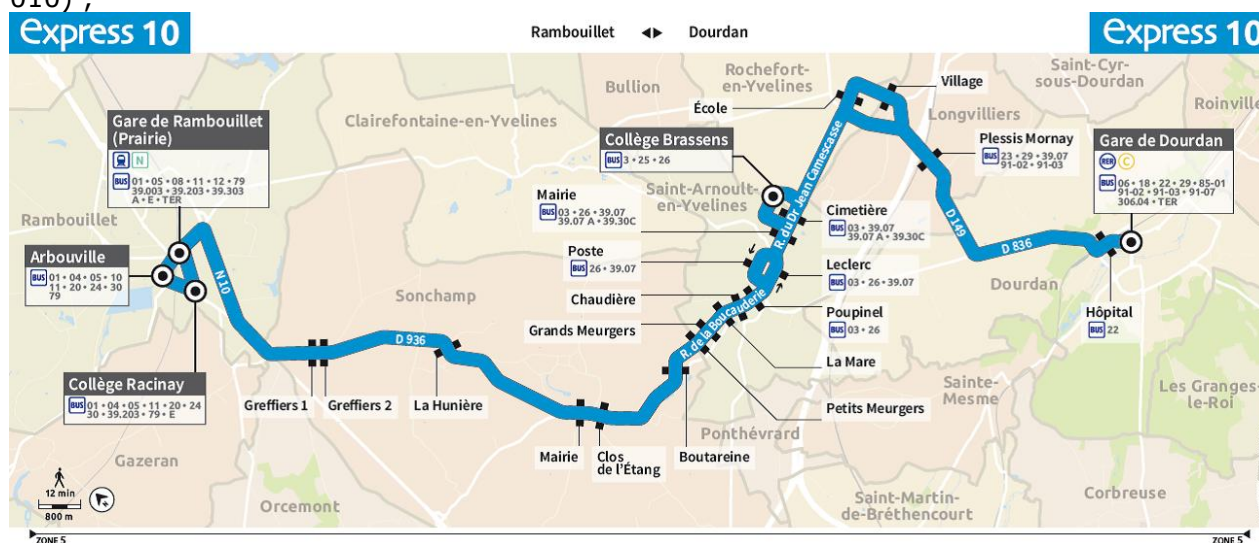 010) ,
express 10
Rambouillet ◄► Dourdan
express 10
Rochefort-
en-Yvelines
Saint-Cyr-
sous-Dourdan
Bullion
Village
École
Longvilliers
Roinville
Clairefontaine-en-Yvelines
Gare de Rambouillet
(Prairie)
N
BUS 01 • 05 • 08 • 11 • 12 • 79
39.003 • 39.203 • 39.303
A • E • TER
Collège Brassens
BUS 3 • 25 • 26
R. du Dr Jean Camescasse
Plessis Mornay
BUS 23 • 29 • 39.07
91-02 • 91-03
Gare de Dourdan
RER C
BUS 06 • 18 • 22 • 29 • 85-01
91-02 • 91-03 • 91-07
306.04 • TER
Saint-Arnoult-
en-Yvelines
Mairie
BUS 03 • 26 • 39.07
39.07 A • 39.30C
Cimetière
BUS 03 • 39.07
39.07 A • 39.30C
Rambouillet
Arbouville
BUS 01 • 04 • 05 • 10
11 • 20 • 24 • 30
79
N 10
Poste
BUS 26 • 39.07
Leclerc
BUS 03 • 26 • 39.07
D 149
D 836
Dourdan
Sonchamp
Chaudière
R. de la Boucauderie
Poupinel
BUS 03 • 26
Hôpital
BUS 22
Grands Meurgers
D 936
La Mare
Collège Racinay
BUS 01 • 04 • 05 • 11 • 20 • 24
30 • 39.203 • 79 • E
Greffiers 1
Greffiers 2
La Hunière
Petits Meurgers
Sainte-
Mesme
Les Granges-
le-Roi
Ponthévrard
Mairie
Clos
de l'Étang
Boutareine
Gazeran
12 min
800 m
Orcemont
Saint-Martin-
de-Bréthencourt
Corbreuse
ZONE 5
ZONE 5